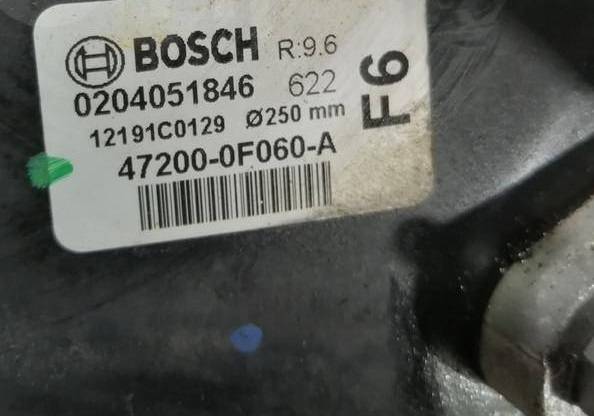 BOSCH R:9.6
0204051846 622
12191C0129 Ø250 mm
47200-0F060-A
F6